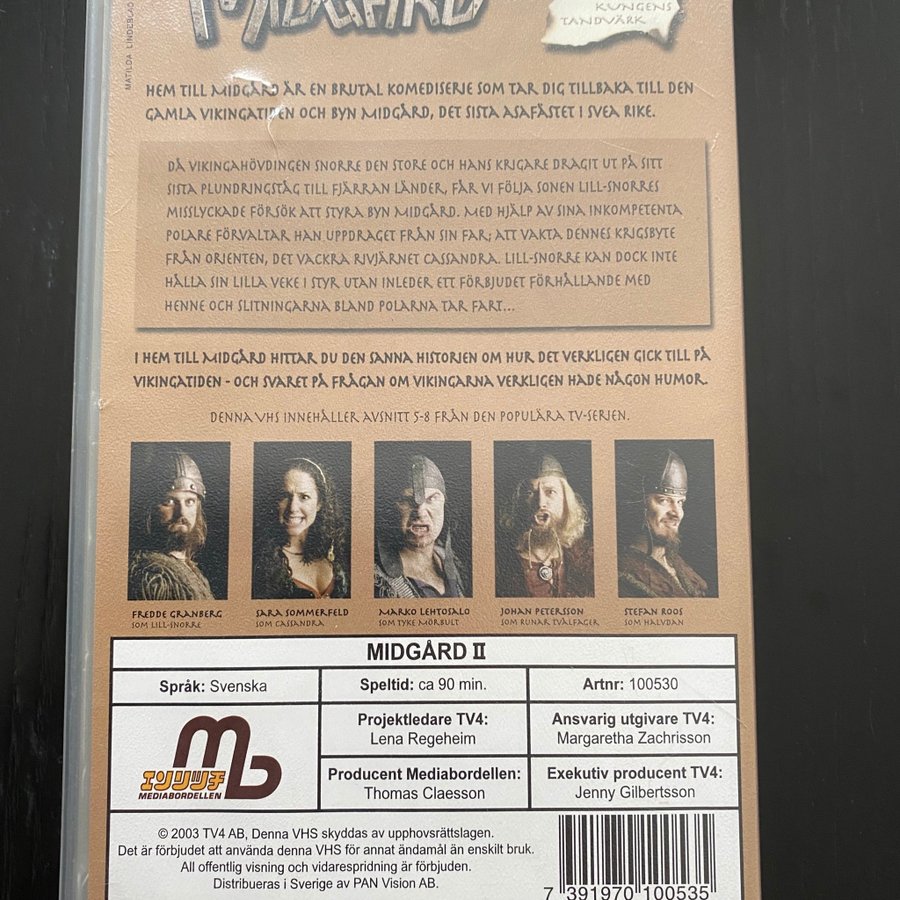 MIDGÅRD
KUNGENS
TANDVÄRK
MATILDA LINDEBLAD
HEM TILL MIDGÅRD ÄR EN BRUTAL KOMEDISERIE SOM TAR DIG TILLBAKA TILL DEN
GAMLA VIKINGATIDEN OCH BYN MIDGÅRD, DET SISTA ASAFÄSTET I SVEA RIKE.
DÅ VIKINGAHÖVDINGEN SNORRE DEN STORE OCH HANS KRIGARE DRAGIT UT PÅ SITT
SISTA PLUNDRINGSTÅG TILL FJÄRRAN LÄNDER, FÅR VI FÖLJA SONEN LILL-SNORRES
MISSLYCKADE FÖRSÖK ATT STYRA BYN MIDGÅRD. MED HJÄLP AV SINA INKOMPETENTA
POLARE FÖRVALTAR HAN UPPDRAGET FRÅN SIN FAR; ATT VAKTA DENNES KRIGSBYTE
FRÅN ORIENTEN, DET VACKRA RIVJÄRNET CASSANDRA. LILL-SNORRE KAN DOCK INTE
HÅLLA SIN LILLA VEKE I STYR UTAN INLEDER ETT FÖRBJUDET FÖRHÅLLANDE MED
HENNE OCH SLITNINGARNA BLAND POLARNA TAR FART...
I HEM TILL MIDGÅRD HITTAR DU DEN SANNA HISTORIEN OM HUR DET VERKLIGEN GICK TILL PÅ
VIKINGATIDEN - OCH SVARET PÅ FRÅGAN OM VIKINGARNA VERKLIGEN HADE NÅGON HUMOR.
DENNA VHS INNEHÅLLER AVSNITT 5-8 FRÅN DEN POPULÄRA TV-SERIEN.
FREDDE GRANBERG
SOM LILL-SNORRE
SARA SOMMERFELD
SOM CASSANDRA
MARKO LEHTOSALO
SOM TYKE MÖRBULT
JOHAN PETERSSON
SOM RUNAR TVÅLFAGER
STEFAN ROOS
SOM HALVDAN
MIDGÅRD II
Språk: Svenska
Speltid: ca 90 min.
Artnr: 100530
mb
エンリッチ
MEDIABORDELLEN
Projektledare TV4:
Lena Regeheim
Ansvarig utgivare TV4:
Margaretha Zachrisson
Producent Mediabordellen:
Thomas Claesson
Exekutiv producent TV4:
Jenny Gilbertsson
© 2003 TV4 AB, Denna VHS skyddas av upphovsrättslagen.
Det är förbjudet att använda denna VHS för annat ändamål än enskilt bruk.
All offentlig visning och vidarespridning är förbjuden.
Distribueras i Sverige av PAN Vision AB.
7 391970 100535